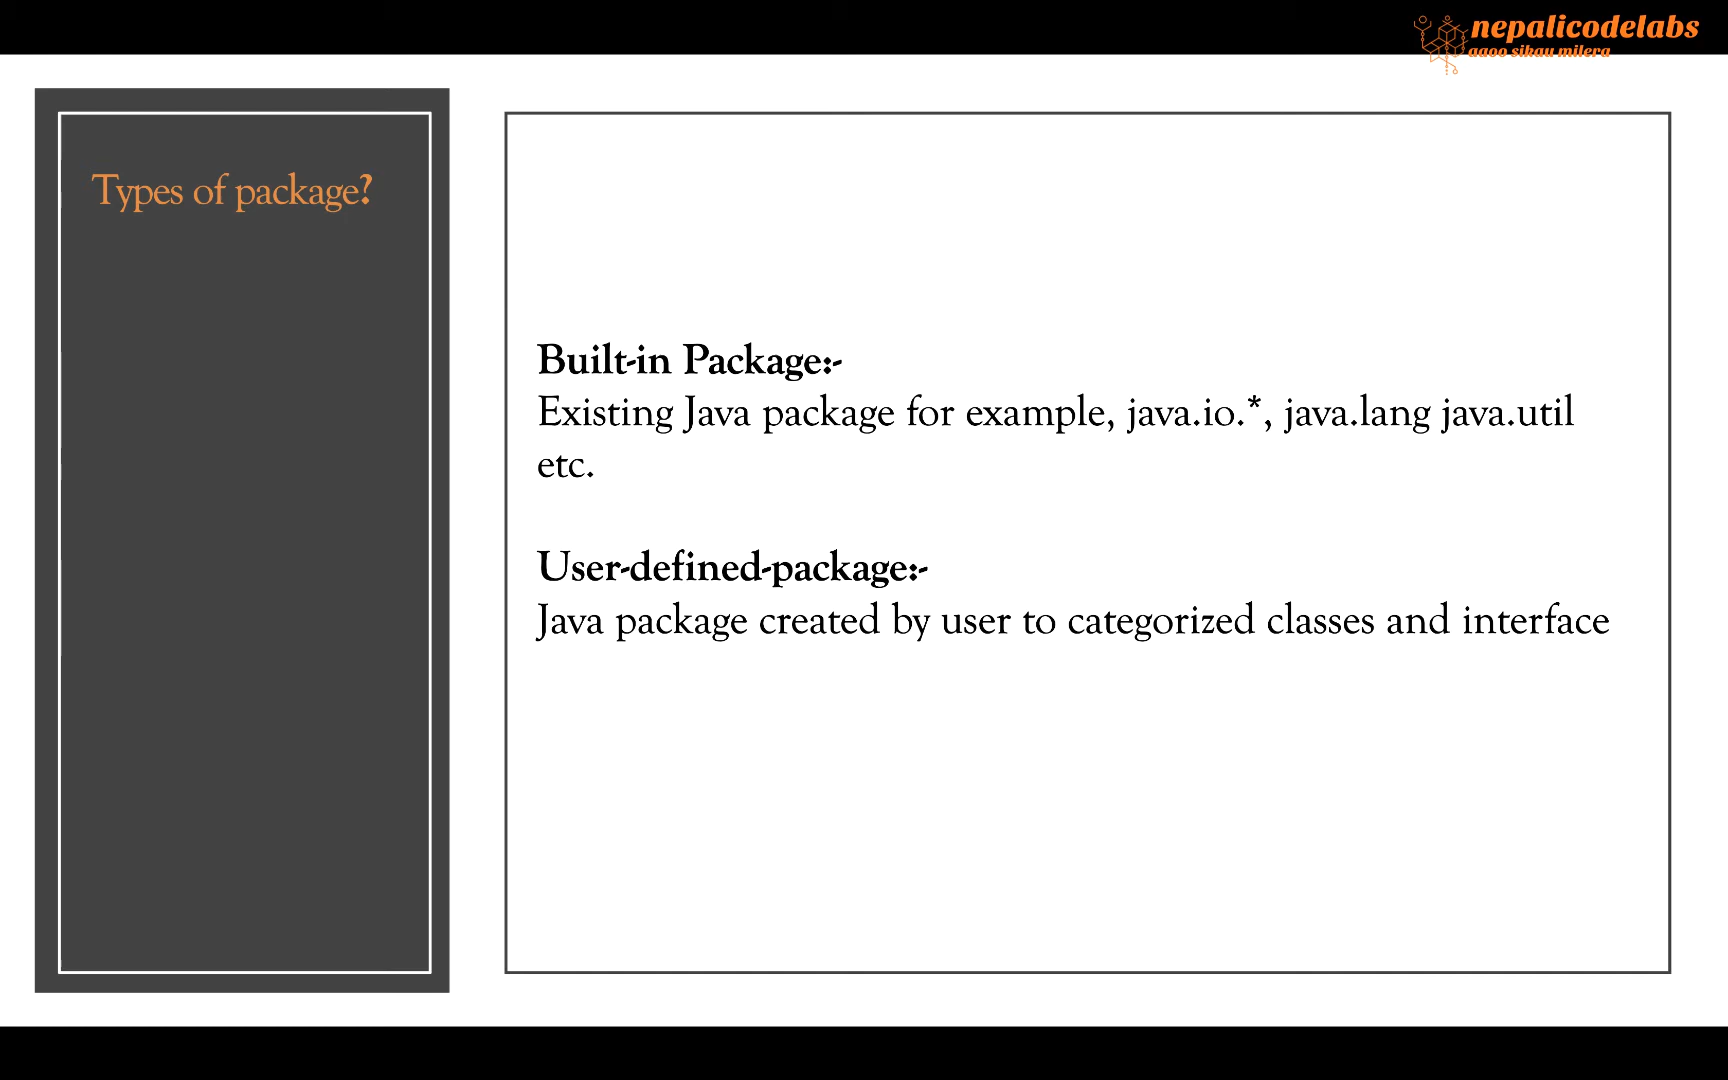 nepalicodelabs
aaoo sikau milera
Types of package?
Built-in Package:-
Existing Java package for example, java.io.*, java.lang java.util
etc.
User-defined-package:-
Java package created by user to categorized classes and interface